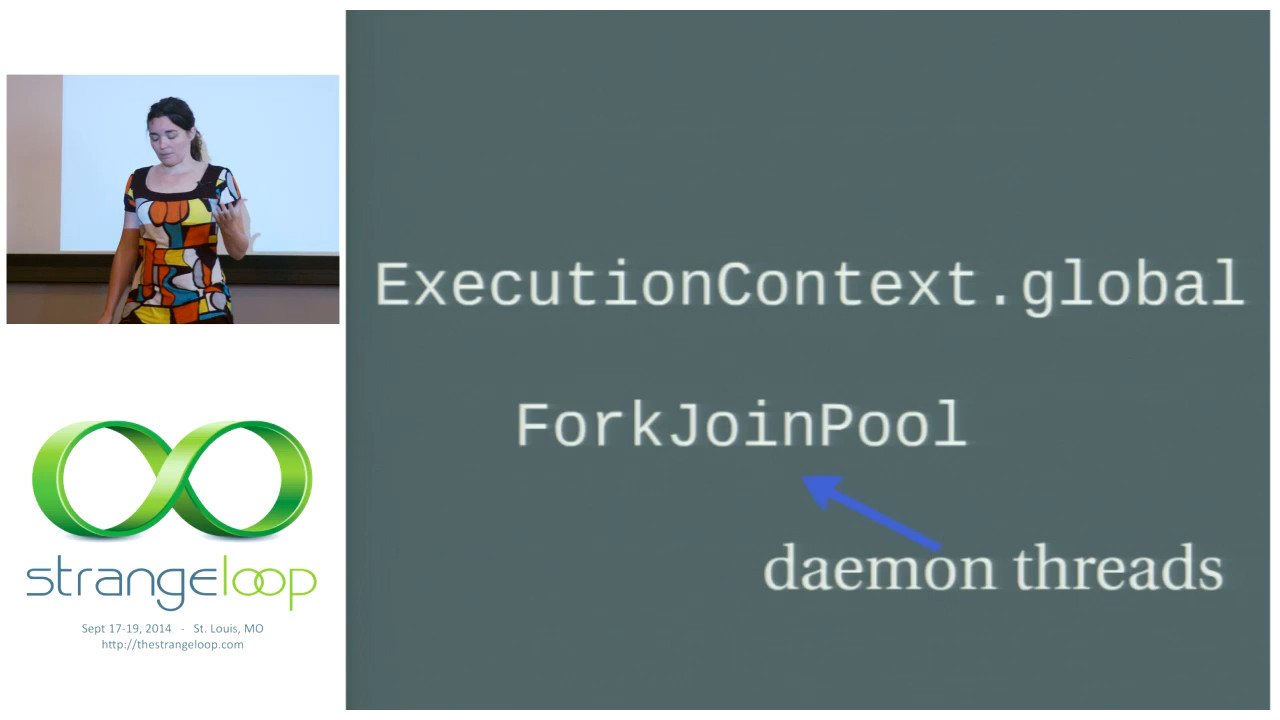 ExecutionContext.global
ForkJoinPool
daemon threads
strangeloop
Sept 17-19, 2014 - St. Louis, MO
http://thestrangeloop.com